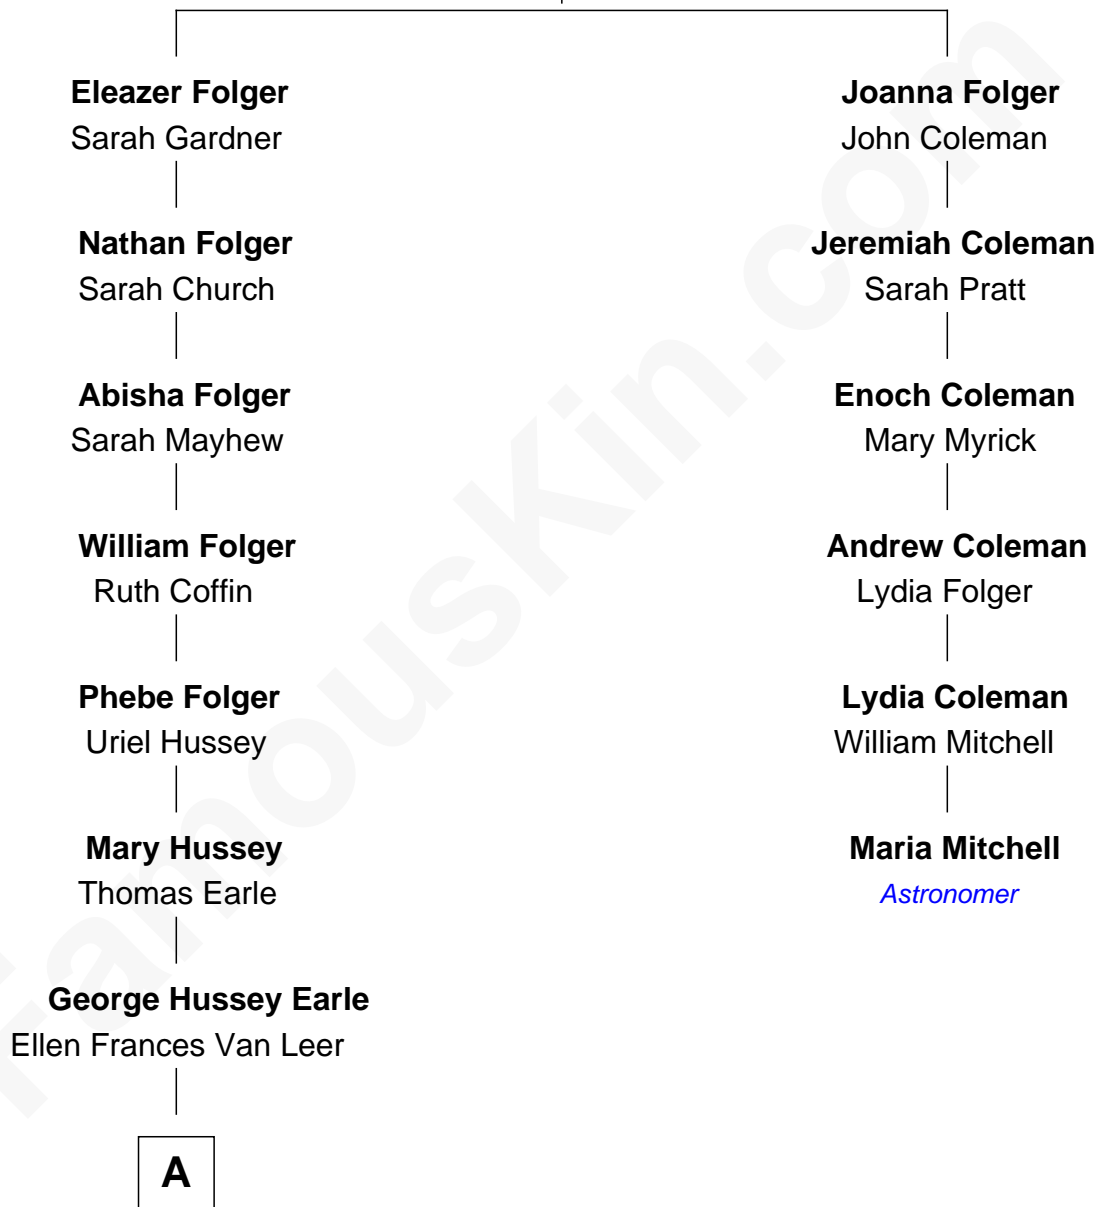 Eleazer Folger
Sarah Gardner
Nathan Folger
Sarah Church
Abisha Folger
Sarah Mayhew
William Folger
Ruth Coffin
Phebe Folger
Uriel Hussey
Mary Hussey
Thomas Earle
George Hussey Earle
Ellen Frances Van Leer
A
Joanna Folger
John Coleman
Jeremiah Coleman
Sarah Pratt
Enoch Coleman
Mary Myrick
Andrew Coleman
Lydia Folger
Lydia Coleman
William Mitchell
Maria Mitchell
Astronomer
FamousKin.com